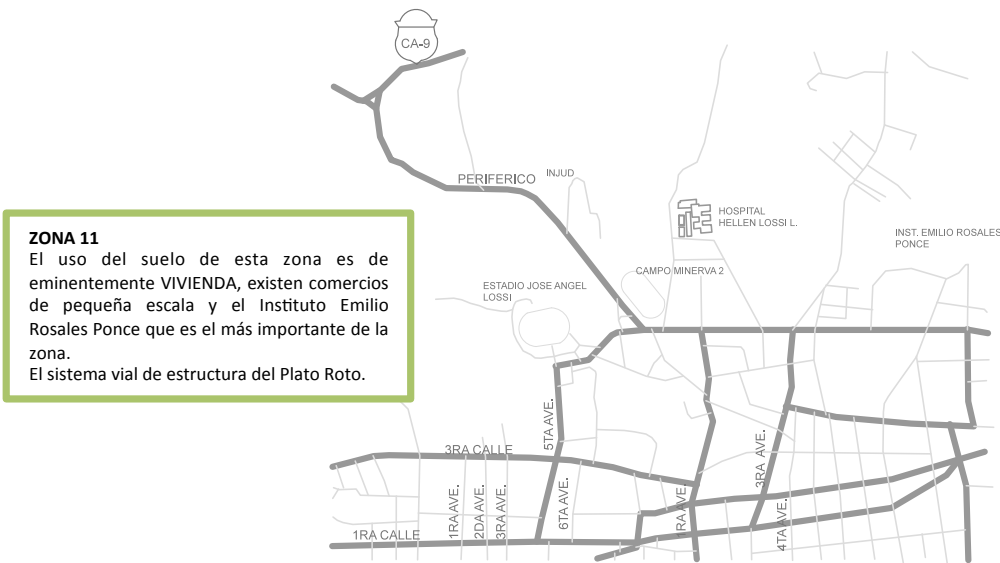 CA-9
PERIFERICO
INJUD
HOSPITAL
HELLEN LOSSI L.
INST. EMILIO ROSALES
PONCE
ZONA 11
El uso del suelo de esta zona es de
eminentemente VIVIENDA, existen comercios
de pequeña escala y el Instituto Emilio
Rosales Ponce que es el más importante de la
zona.
El sistema vial de estructura del Plato Roto.
CAMPO MINERVA 2
ESTADIO JOSE ANGEL
LOSSI
5TA AVE.
3RA CALLE
3RA AVE.
1RA AVE.
2DA AVE.
3RA AVE.
6TA AVE.
1RA AVE.
4TA AVE.
1RA CALLE